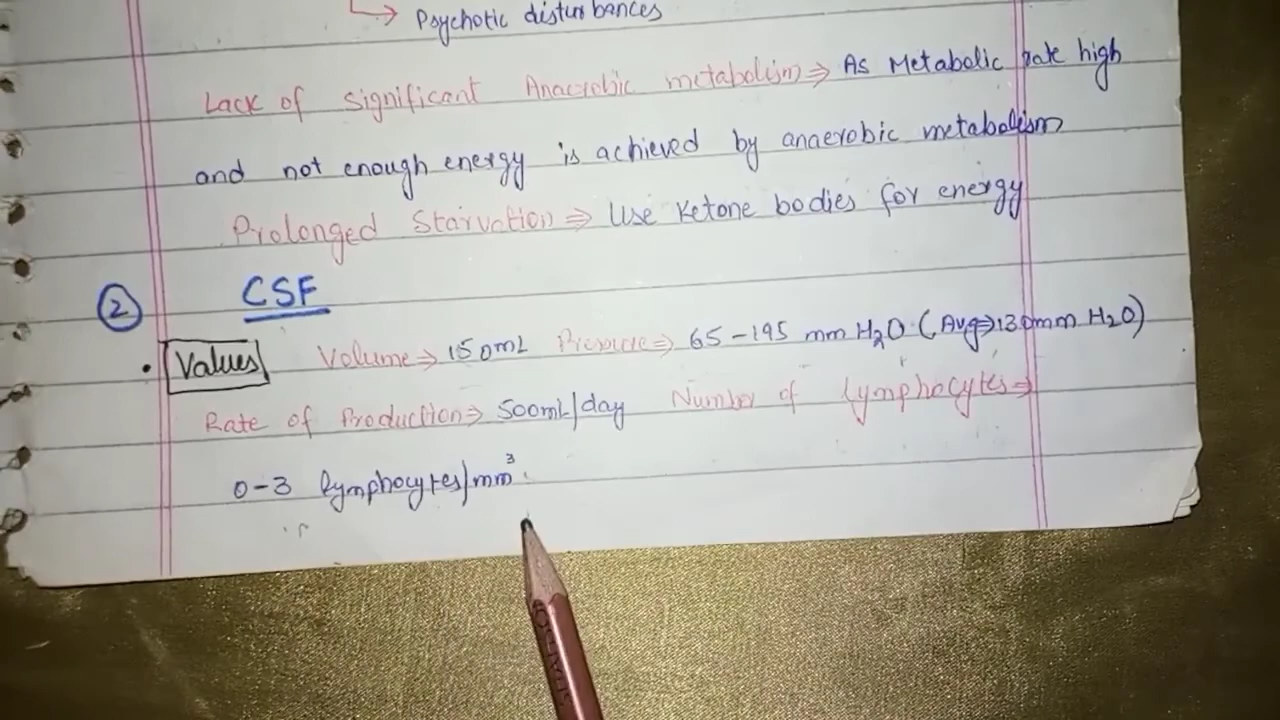 ↳ Psychotic disturbances
Lack of significant Anaerobic metabolism ⇒ As Metabolic rate high
and not enough energy is achieved by anaerobic metabolism
Prolonged Starvation ⇒ Use Ketone bodies for energy
② CSF
• Values Volume ⇒ 150mL Pressure ⇒ 65-195 mm H₂O. (Avg ⇒ 130mm H₂O)
Rate of Production ⇒ 500mL/day Number of lymphocytes ⇒
0-3 lymphocytes/mm³.